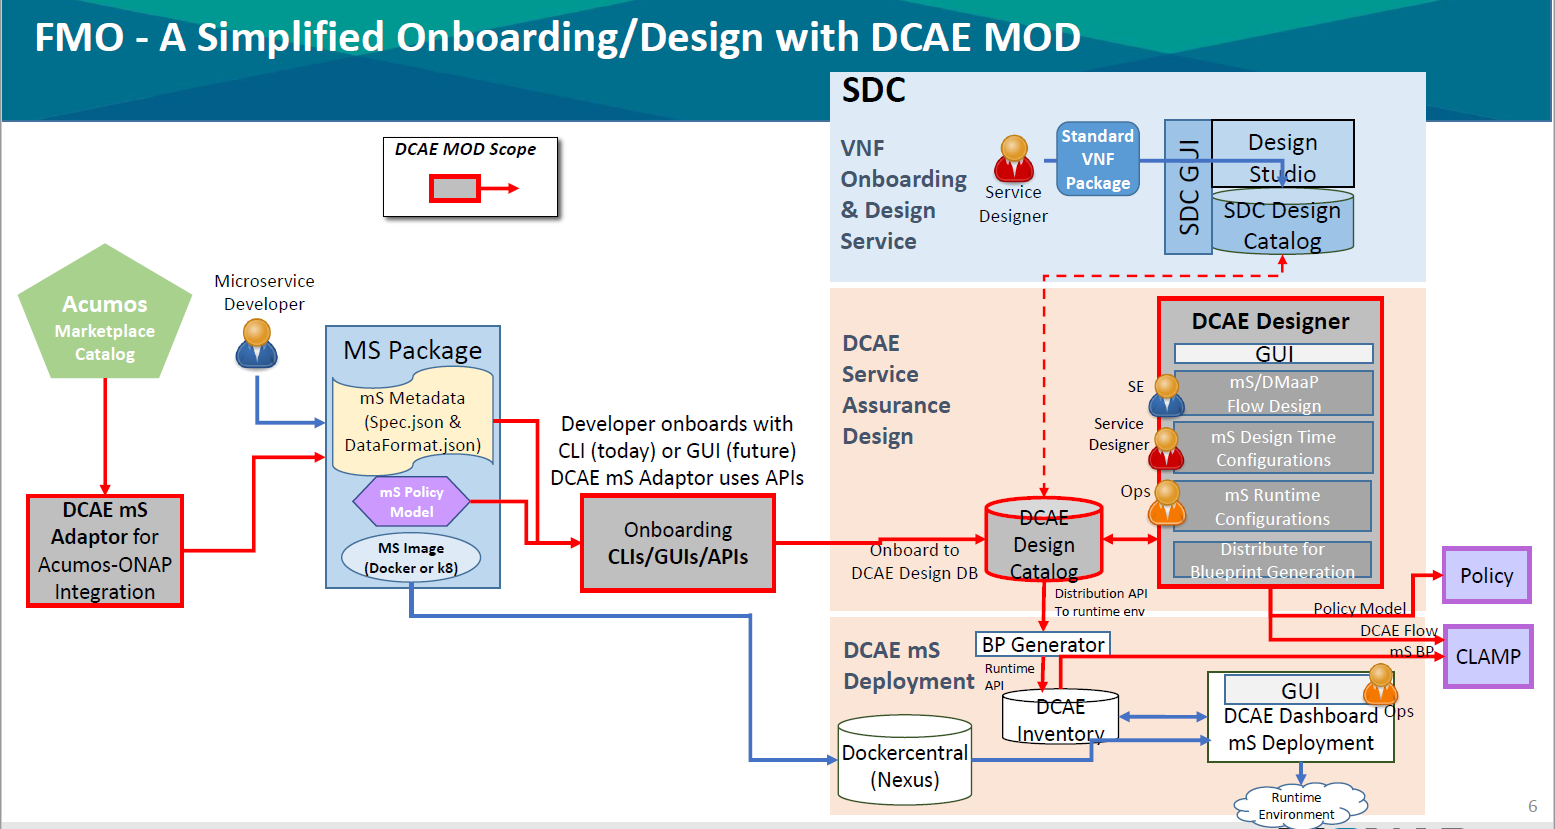 FMO - A Simplified Onboarding/Design with DCAE MOD
SDC
VNF
Onboarding
& Design
Service
Service
Designer
Standard
VNF
Package
SDC GUI
Design
Studio
SDC Design
Catalog
DCAE MOD Scope
Acumos
Marketplace
Catalog
Microservice
Developer
MS Package
mS Metadata
(Spec.json &
DataFormat.json)
mS Policy
Model
MS Image
(Docker or k8)
DCAE mS
Adaptor for
Acumos-ONAP
Integration
Developer onboards with
CLI (today) or GUI (future)
DCAE mS Adaptor uses APIs
Onboarding
CLIs/GUIs/APIs
DCAE
Service
Assurance
Design
Onboard to
DCAE Design DB
DCAE
Design
Catalog
DCAE Designer
GUI
SE
mS/DMaaP
Flow Design
Service
Designer
mS Design Time
Configurations
Ops
mS Runtime
Configurations
Distribute for
Blueprint Generation
Distribution API
To runtime env
Policy
Policy Model
DCAE Flow
mS BP
CLAMP
DCAE mS
Deployment
BP Generator
Runtime
API
DCAE
Inventory
GUI
Ops
DCAE Dashboard
mS Deployment
Dockercentral
(Nexus)
Runtime
Environment
6